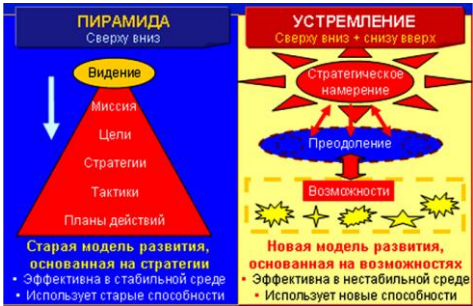 ПИРАМИДА
Сверху вниз
Видение
Миссия
Цели
Стратегии
Тактики
Планы действий
Старая модель развития,
основанная на стратегии
• Эффективна в стабильной среде
• Использует старые способности
УСТРЕМЛЕНИЕ
Сверху вниз + снизу вверх
Стратегическое
намерение
Преодоление
Возможности
Новая модель развития,
основанная на возможностях
• Эффективна в нестабильной среде
• Использует новые способности